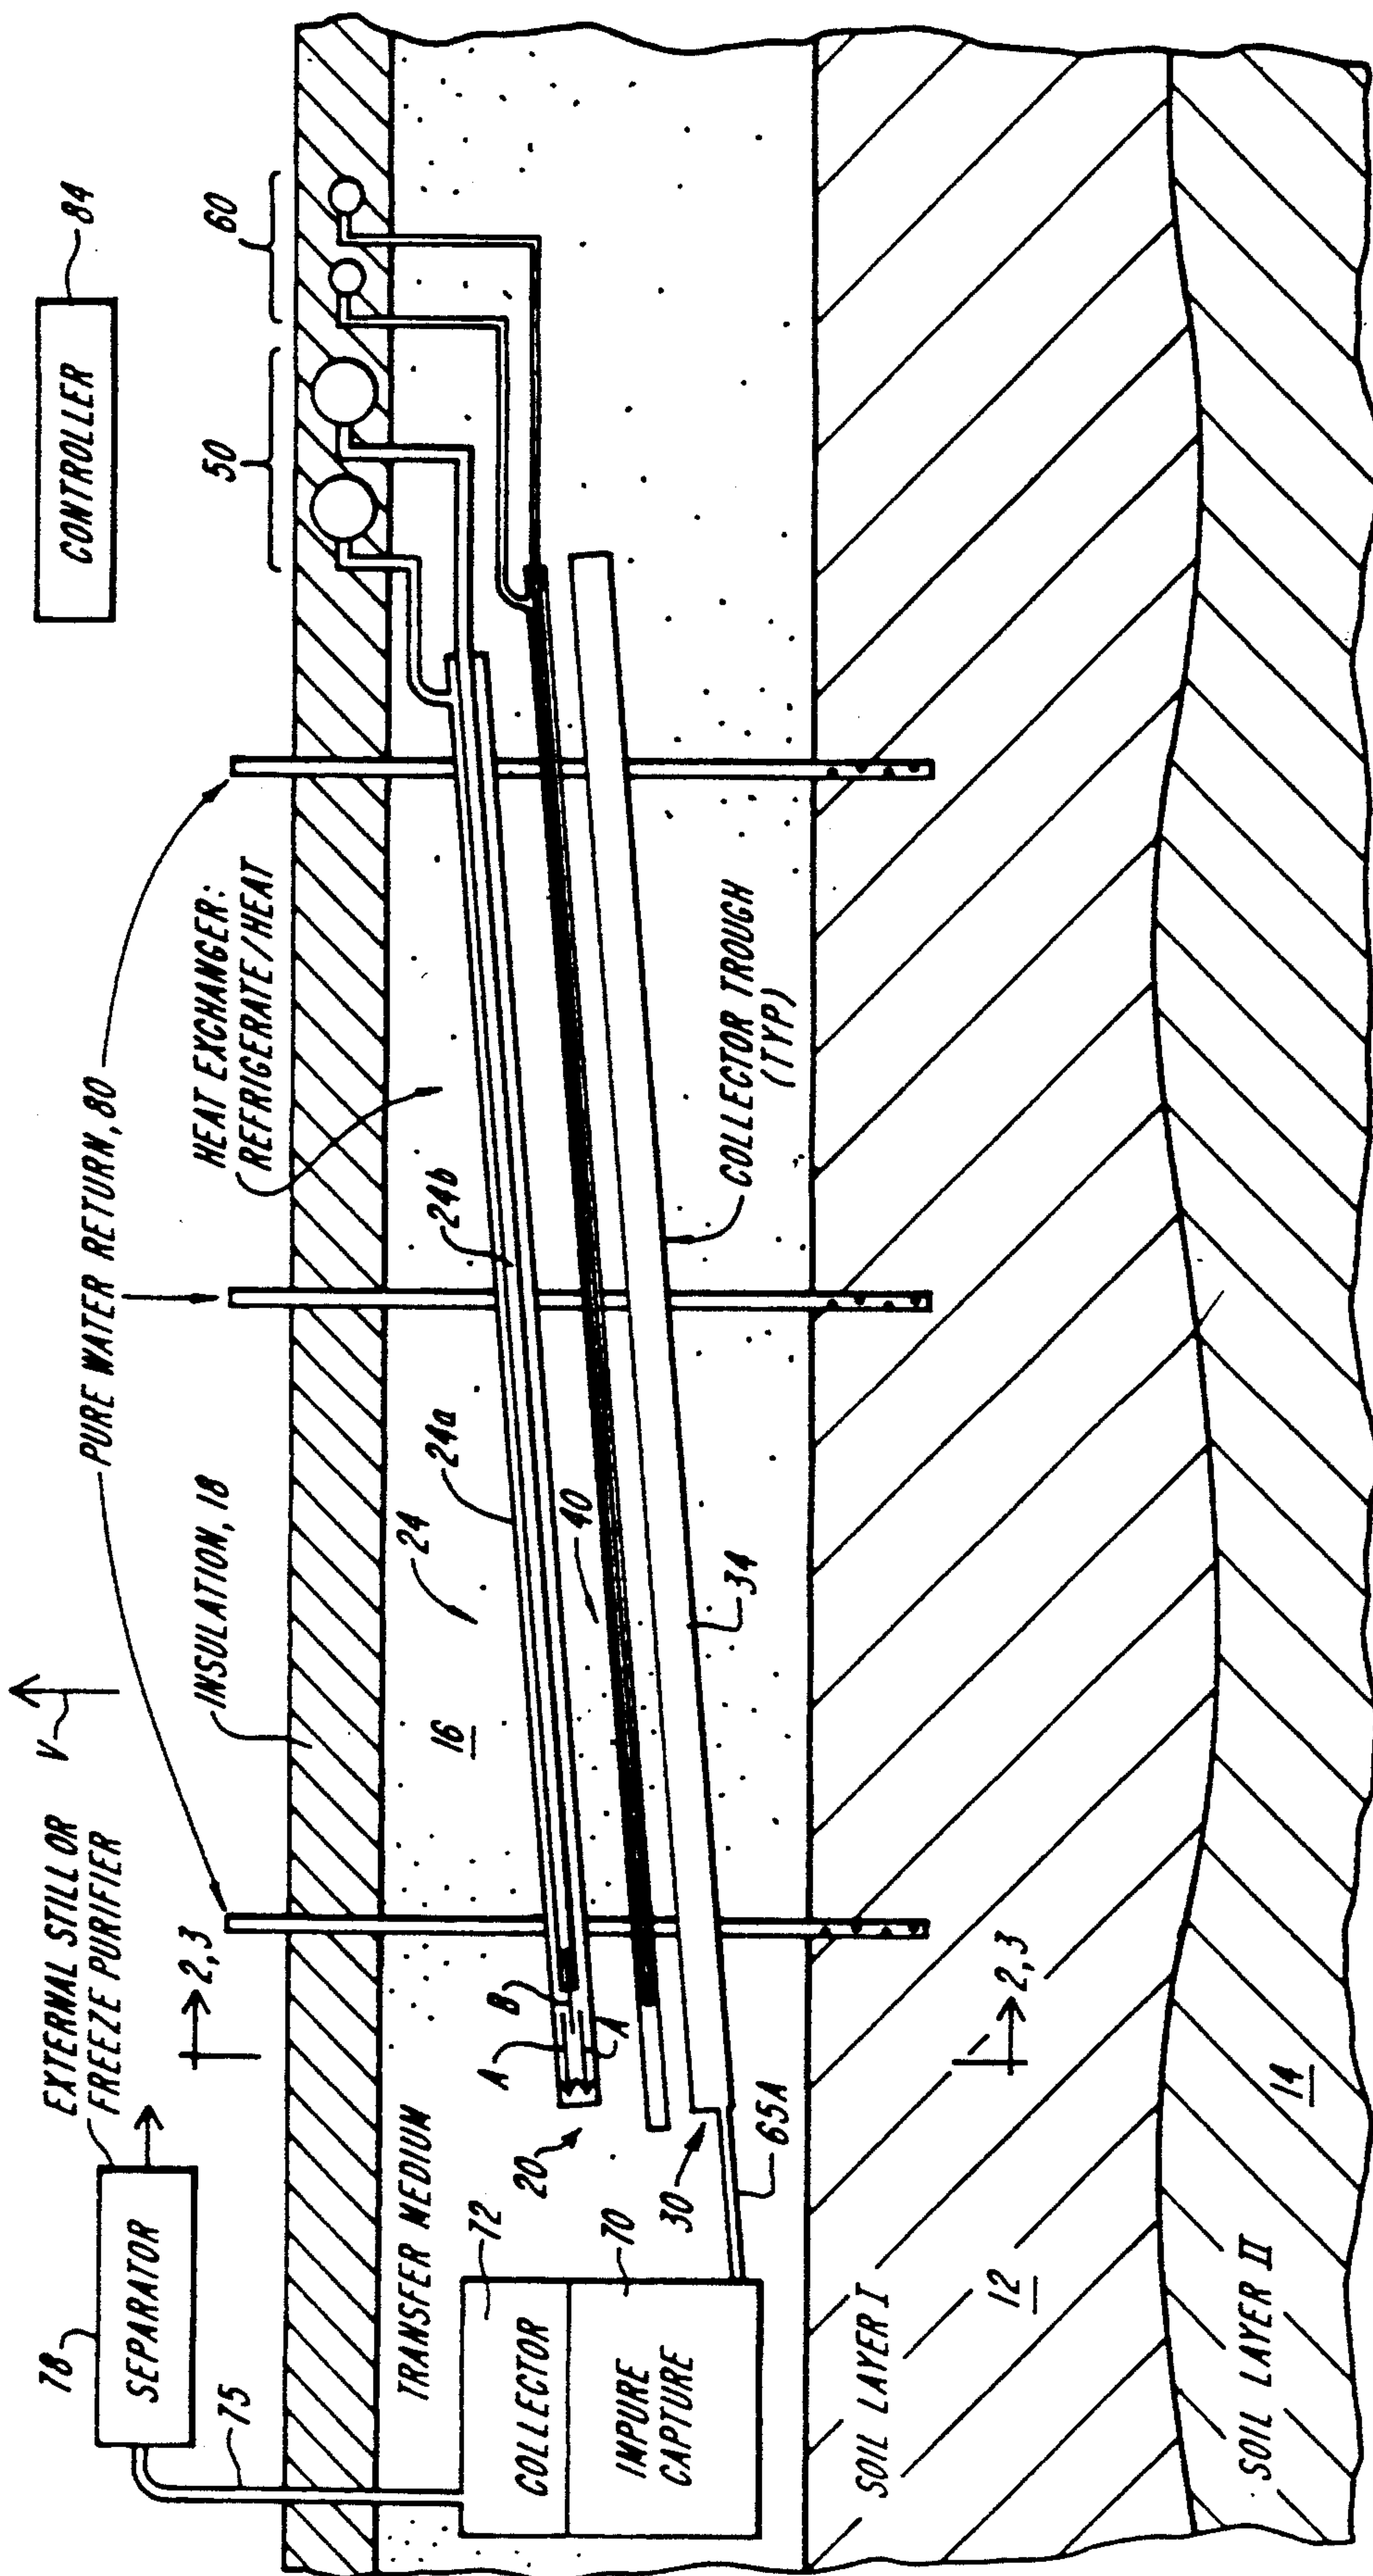 CONTROLLER
84
EXTERNAL STILL OR
FREEZE PURIFIER
V
PURE WATER RETURN, 80
78
SEPARATOR
75
2,3
INSULATION, 18
HEAT EXCHANGER:
REFRIGERATE/HEAT
50
60
TRANSFER MEDIUM
16
24
24a
24b
A
B
A
20
40
72
COLLECTOR
70
IMPURE
CAPTURE
30
65A
34
COLLECTOR TROUGH
(TYP)
SOIL LAYER I
12
2,3
SOIL LAYER II
14